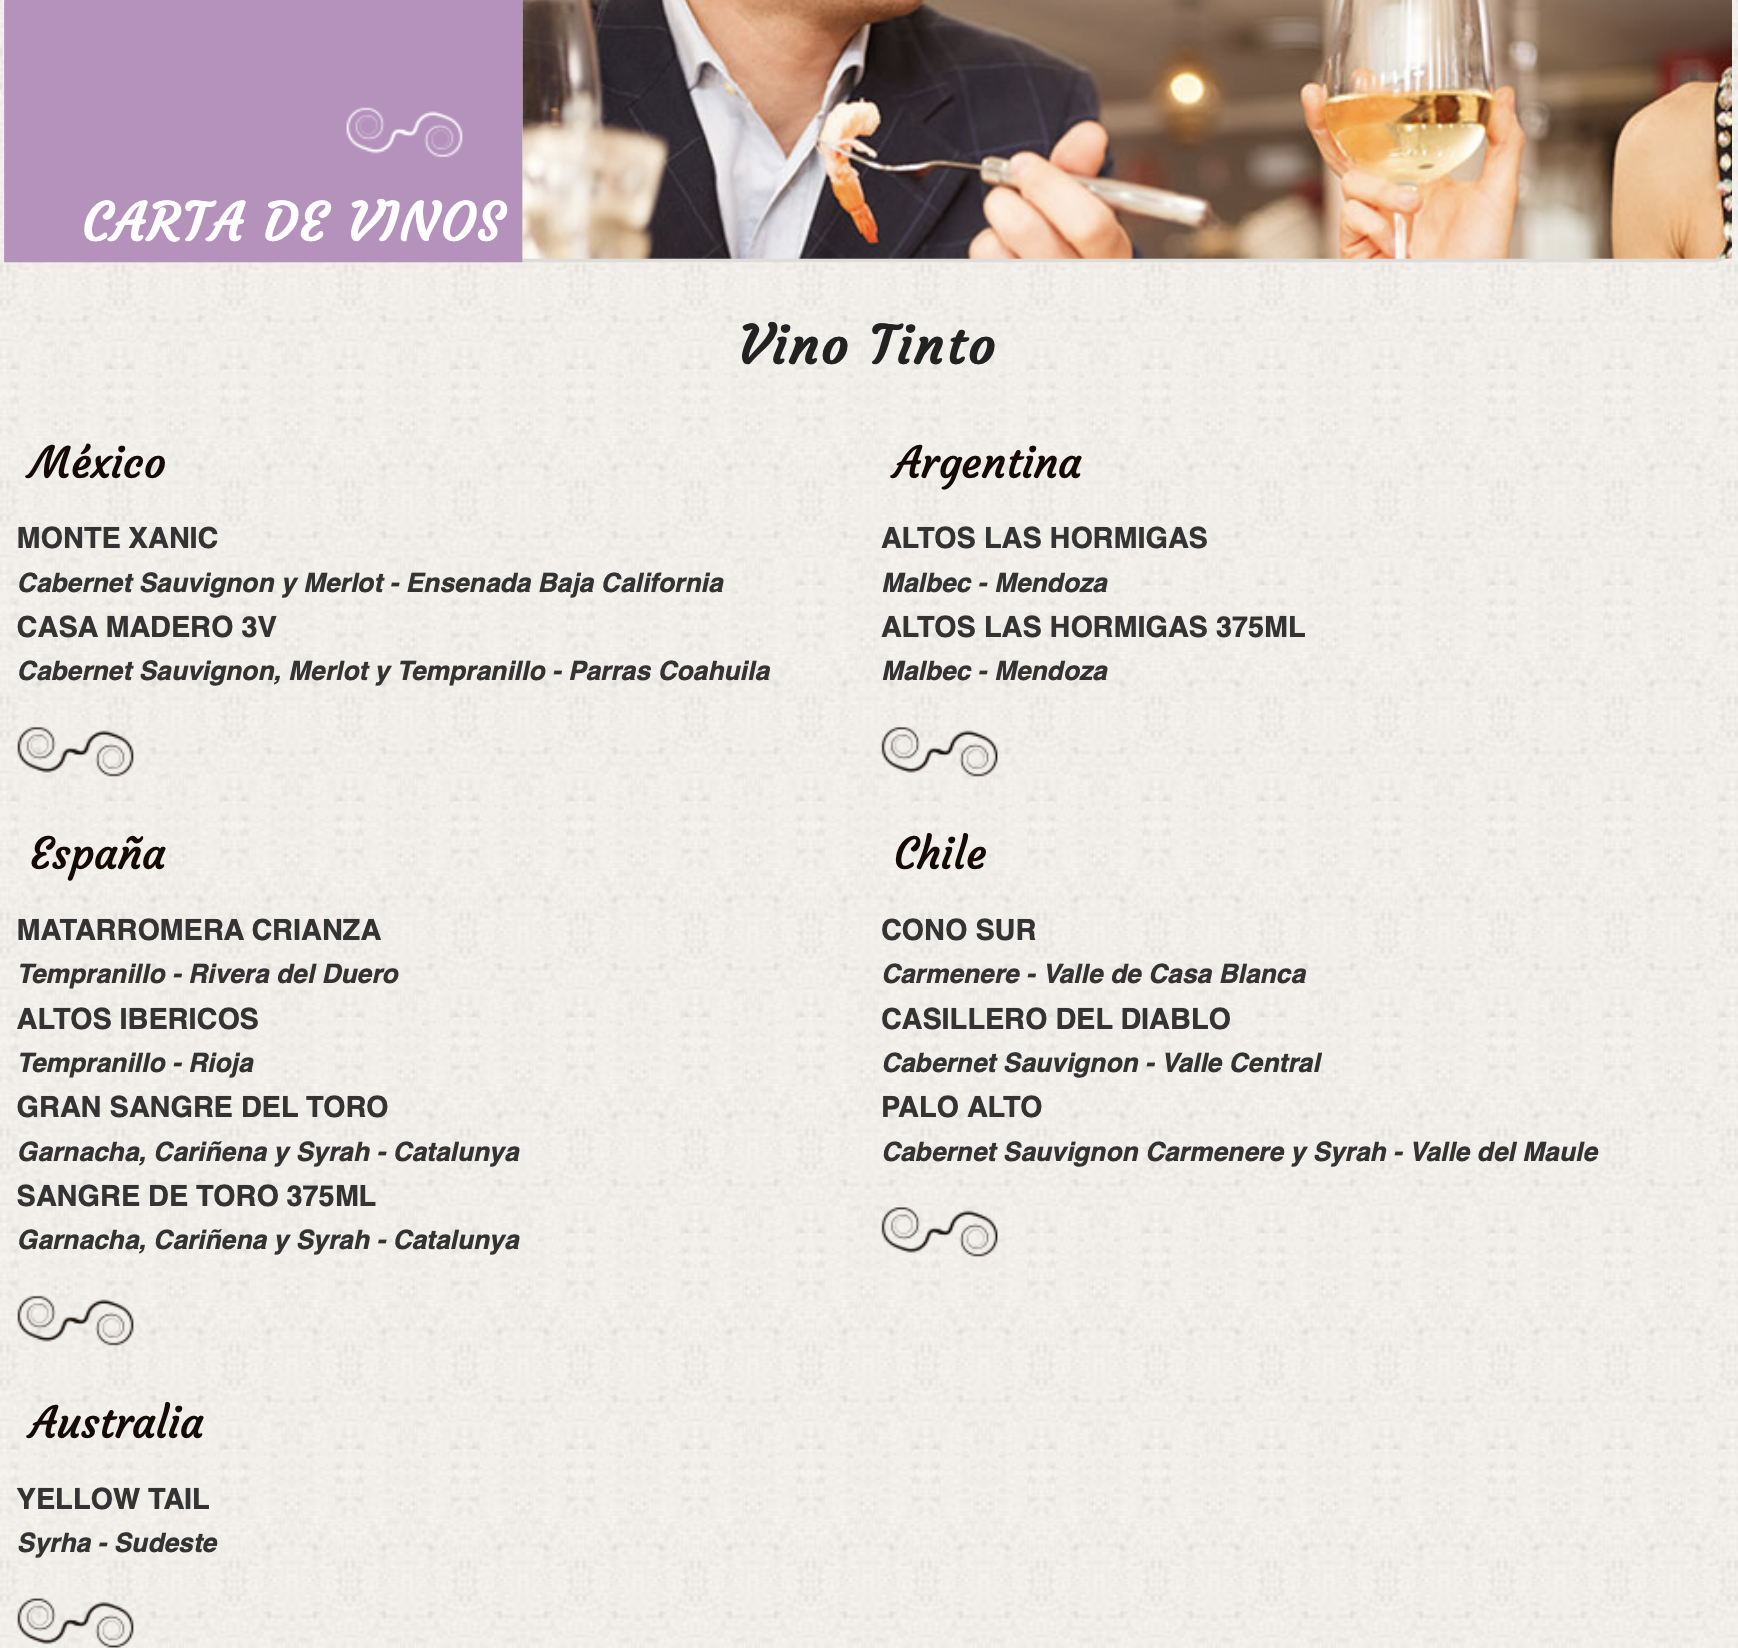 CARTA DE VINOS
Vino Tinto
México
MONTE XANIC
Cabernet Sauvignon y Merlot - Ensenada Baja California
CASA MADERO 3V
Cabernet Sauvignon, Merlot y Tempranillo - Parras Coahuila
Argentina
ALTOS LAS HORMIGAS
Malbec - Mendoza
ALTOS LAS HORMIGAS 375ML
Malbec - Mendoza
España
MATARROMERA CRIANZA
Tempranillo - Rivera del Duero
ALTOS IBERICOS
Tempranillo - Rioja
GRAN SANGRE DEL TORO
Garnacha, Cariñena y Syrah - Catalunya
SANGRE DE TORO 375ML
Garnacha, Cariñena y Syrah - Catalunya
Chile
CONO SUR
Carmenere - Valle de Casa Blanca
CASILLERO DEL DIABLO
Cabernet Sauvignon - Valle Central
PALO ALTO
Cabernet Sauvignon Carmenere y Syrah - Valle del Maule
Australia
YELLOW TAIL
Syrha - Sudeste